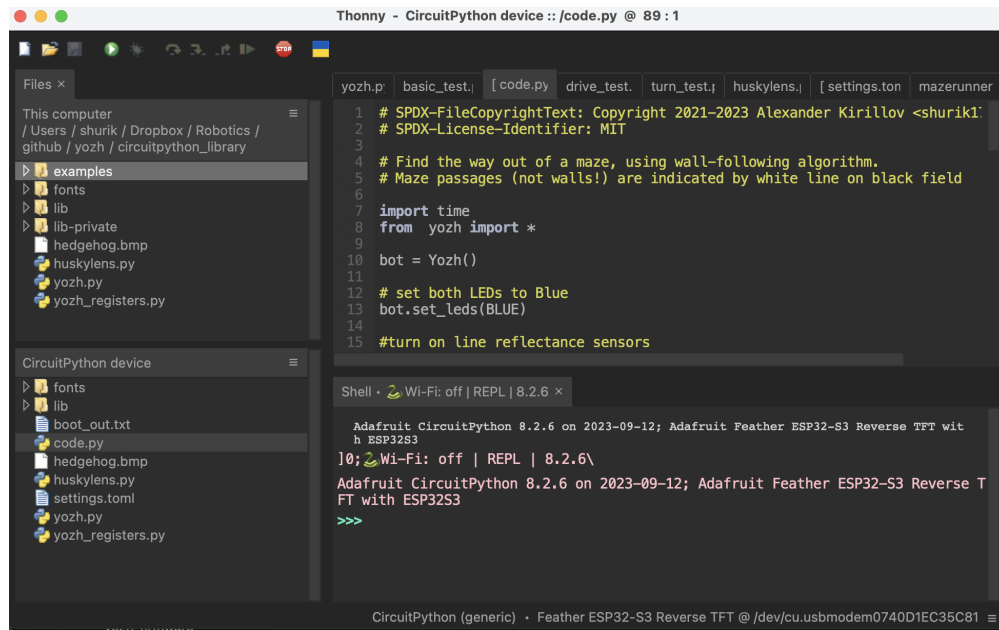 Thonny - CircuitPython device :: /code.py @ 89 : 1
STOP
Files ×
This computer
/ Users / shurik / Dropbox / Robotics /
github / yozh / circuitpython_library
examples
fonts
lib
lib-private
hedgehog.bmp
huskylens.py
yozh.py
yozh_registers.py
CircuitPython device
fonts
lib
boot_out.txt
code.py
hedgehog.bmp
huskylens.py
settings.toml
yozh.py
yozh_registers.py
yozh.py basic_test. [ code.py drive_test. turn_test. huskylens. [ settings.tom mazerunner
1 # SPDX-FileCopyrightText: Copyright 2021-2023 Alexander Kirillov <shurik1
2 # SPDX-License-Identifier: MIT
3
4 # Find the way out of a maze, using wall-following algorithm.
5 # Maze passages (not walls!) are indicated by white line on black field
6
7 import time
8 from  yozh import *
9
10 bot = Yozh()
11
12 # set both LEDs to Blue
13 bot.set_leds(BLUE)
14
15 #turn on line reflectance sensors
Shell • 🐍Wi-Fi: off | REPL | 8.2.6 ×
Adafruit CircuitPython 8.2.6 on 2023-09-12; Adafruit Feather ESP32-S3 Reverse TFT wit
h ESP32S3
]0;🐍Wi-Fi: off | REPL | 8.2.6\
Adafruit CircuitPython 8.2.6 on 2023-09-12; Adafruit Feather ESP32-S3 Reverse T
FT with ESP32S3
>>>
CircuitPython (generic) • Feather ESP32-S3 Reverse TFT @ /dev/cu.usbmodem0740D1EC35C81 ≡